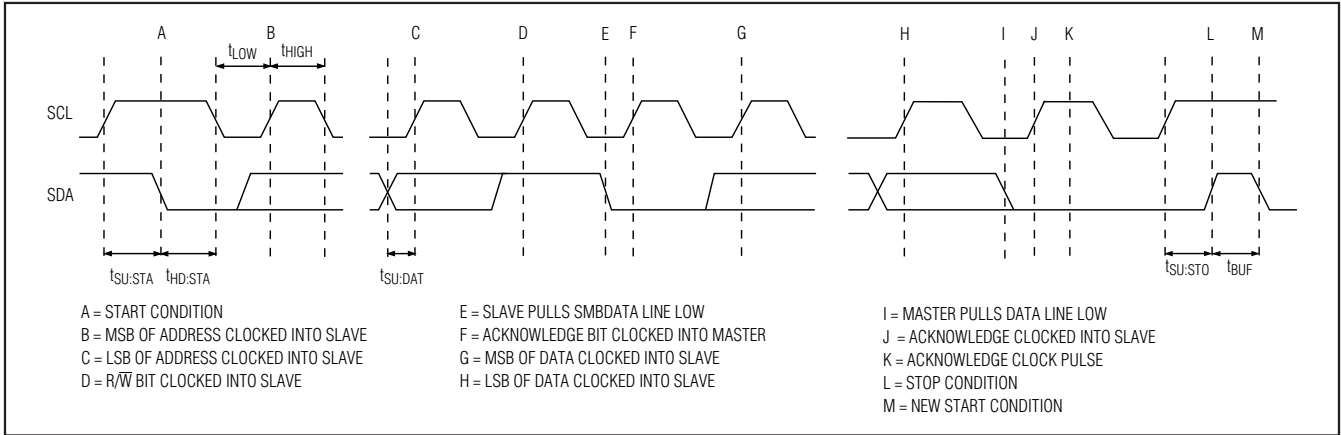 A B C D E F G H I J K L M
tLOW tHIGH
SCL
SDA
tSU:STA tHD:STA tSU:DAT tSU:STO tBUF
A = START CONDITION
B = MSB OF ADDRESS CLOCKED INTO SLAVE
C = LSB OF ADDRESS CLOCKED INTO SLAVE
D = R/W̅ BIT CLOCKED INTO SLAVE
E = SLAVE PULLS SMBDATA LINE LOW
F = ACKNOWLEDGE BIT CLOCKED INTO MASTER
G = MSB OF DATA CLOCKED INTO SLAVE
H = LSB OF DATA CLOCKED INTO SLAVE
I = MASTER PULLS DATA LINE LOW
J = ACKNOWLEDGE CLOCKED INTO SLAVE
K = ACKNOWLEDGE CLOCK PULSE
L = STOP CONDITION
M = NEW START CONDITION